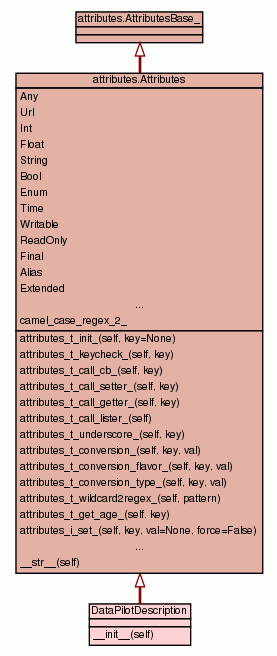 attributes.AttributesBase_
attributes.Attributes
Any
Url
Int
Float
String
Bool
Enum
Time
Writable
ReadOnly
Final
Alias
Extended
...
camel_case_regex_2_
attributes_t_init_(self, key=None)
attributes_t_keycheck_(self, key)
attributes_t_call_cb_(self, key)
attributes_t_call_setter_(self, key)
attributes_t_call_getter_(self, key)
attributes_t_call_lister_(self)
attributes_t_underscore_(self, key)
attributes_t_conversion_(self, key, val)
attributes_t_conversion_flavor_(self, key, val)
attributes_t_conversion_type_(self, key, val)
attributes_t_wildcard2regex_(self, pattern)
attributes_t_get_age_(self, key)
attributes_i_set_(self, key, val=None, force=False)
...
__str__(self)
DataPilotDescription
__init__(self)